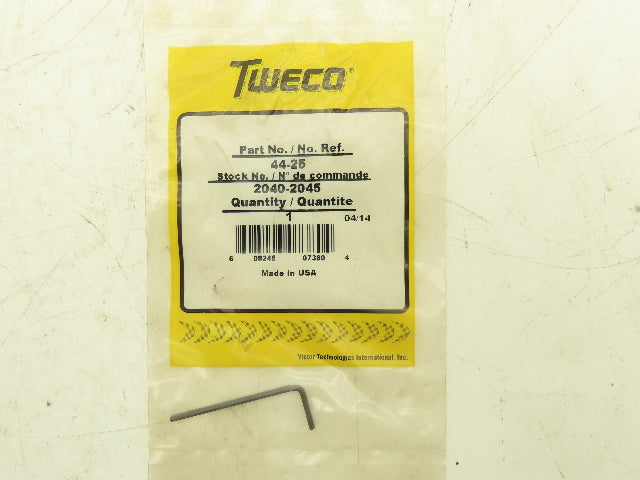 TWECO®
Part No. / No. Ref.
44-25
Stock No. / N° de commande
2040-2045
Quantity / Quantite
1 04/14
6 09245 07380 4
Made in USA
Victor Technologies International, Inc.